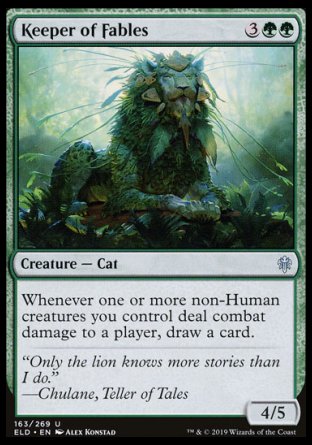 Keeper of Fables 3
Creature — Cat
Whenever one or more non-Human
creatures you control deal combat
damage to a player, draw a card.
“Only the lion knows more stories than
I do.”
—Chulane, Teller of Tales
4/5
163/269 U
ELD • EN ALEX KONSTAD
™ & © 2019 Wizards of the Coast